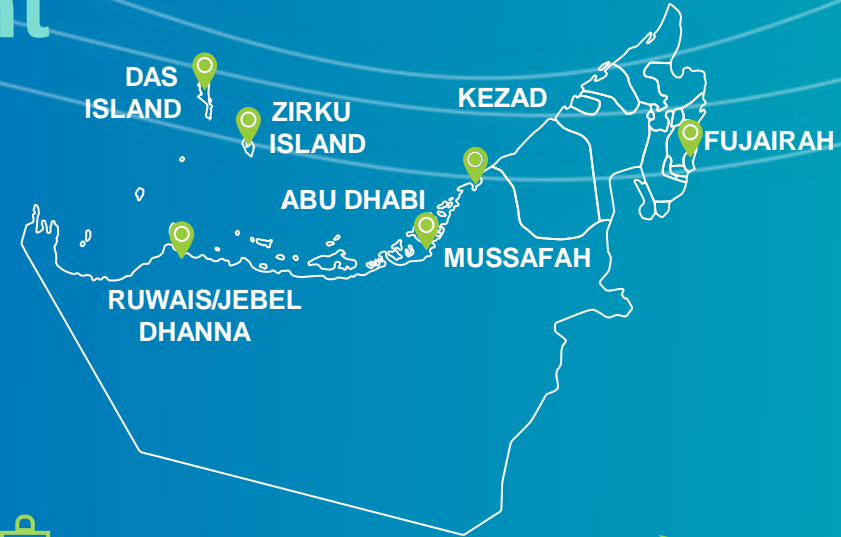 DAS
ISLAND
ZIRKU
ISLAND
KEZAD
FUJAIRAH
ABU DHABI
MUSSAFAH
RUWAIS/JEBEL
DHANNA